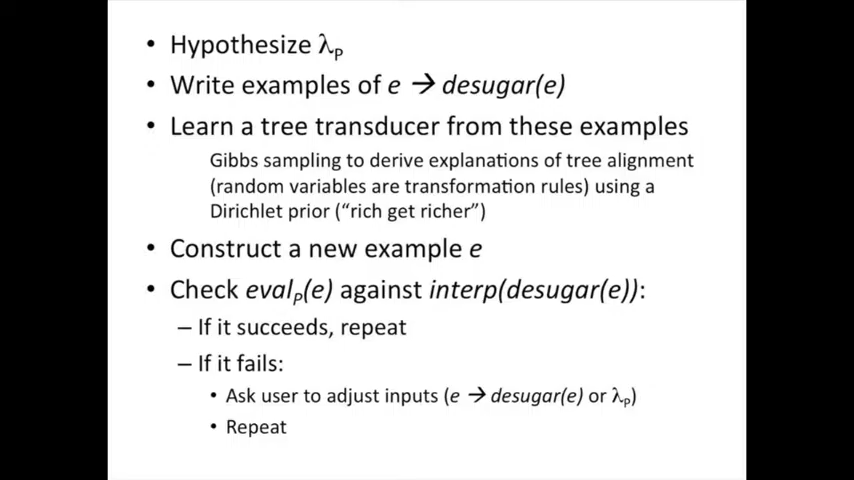 • Hypothesize λP
• Write examples of e → desugar(e)
• Learn a tree transducer from these examples
Gibbs sampling to derive explanations of tree alignment
(random variables are transformation rules) using a
Dirichlet prior (“rich get richer”)
• Construct a new example e
• Check evalP(e) against interp(desugar(e)):
– If it succeeds, repeat
– If it fails:
• Ask user to adjust inputs (e → desugar(e) or λP)
• Repeat